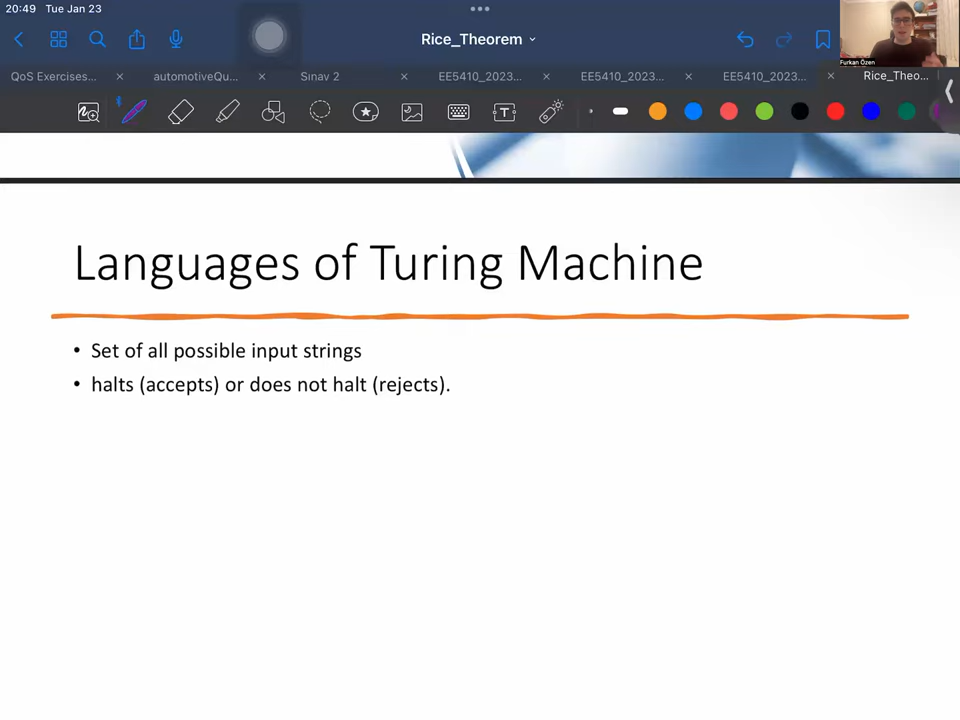 20:49 Tue Jan 23
Rice_Theorem
Furkan Özen
QoS Exercises...
automotiveQu...
Sınav 2
EE5410_2023...
EE5410_2023...
EE5410_2023...
Rice_Theo...
T
Languages of Turing Machine
• Set of all possible input strings
• halts (accepts) or does not halt (rejects).